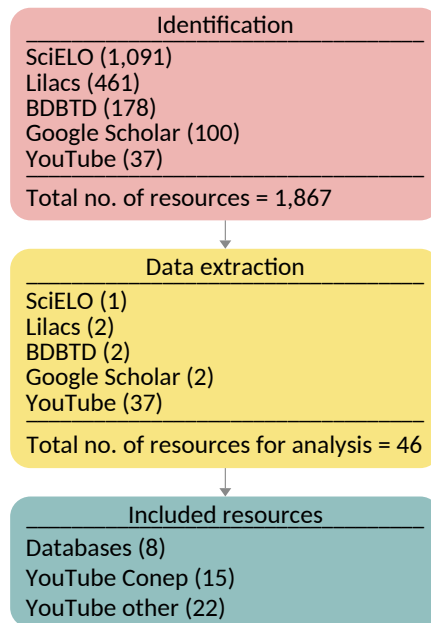 Identification
SciELO (1,091)
Lilacs (461)
BDBTD (178)
Google Scholar (100)
YouTube (37)
Total no. of resources = 1,867
Data extraction
SciELO (1)
Lilacs (2)
BDBTD (2)
Google Scholar (2)
YouTube (37)
Total no. of resources for analysis = 46
Included resources
Databases (8)
YouTube Conep (15)
YouTube other (22)